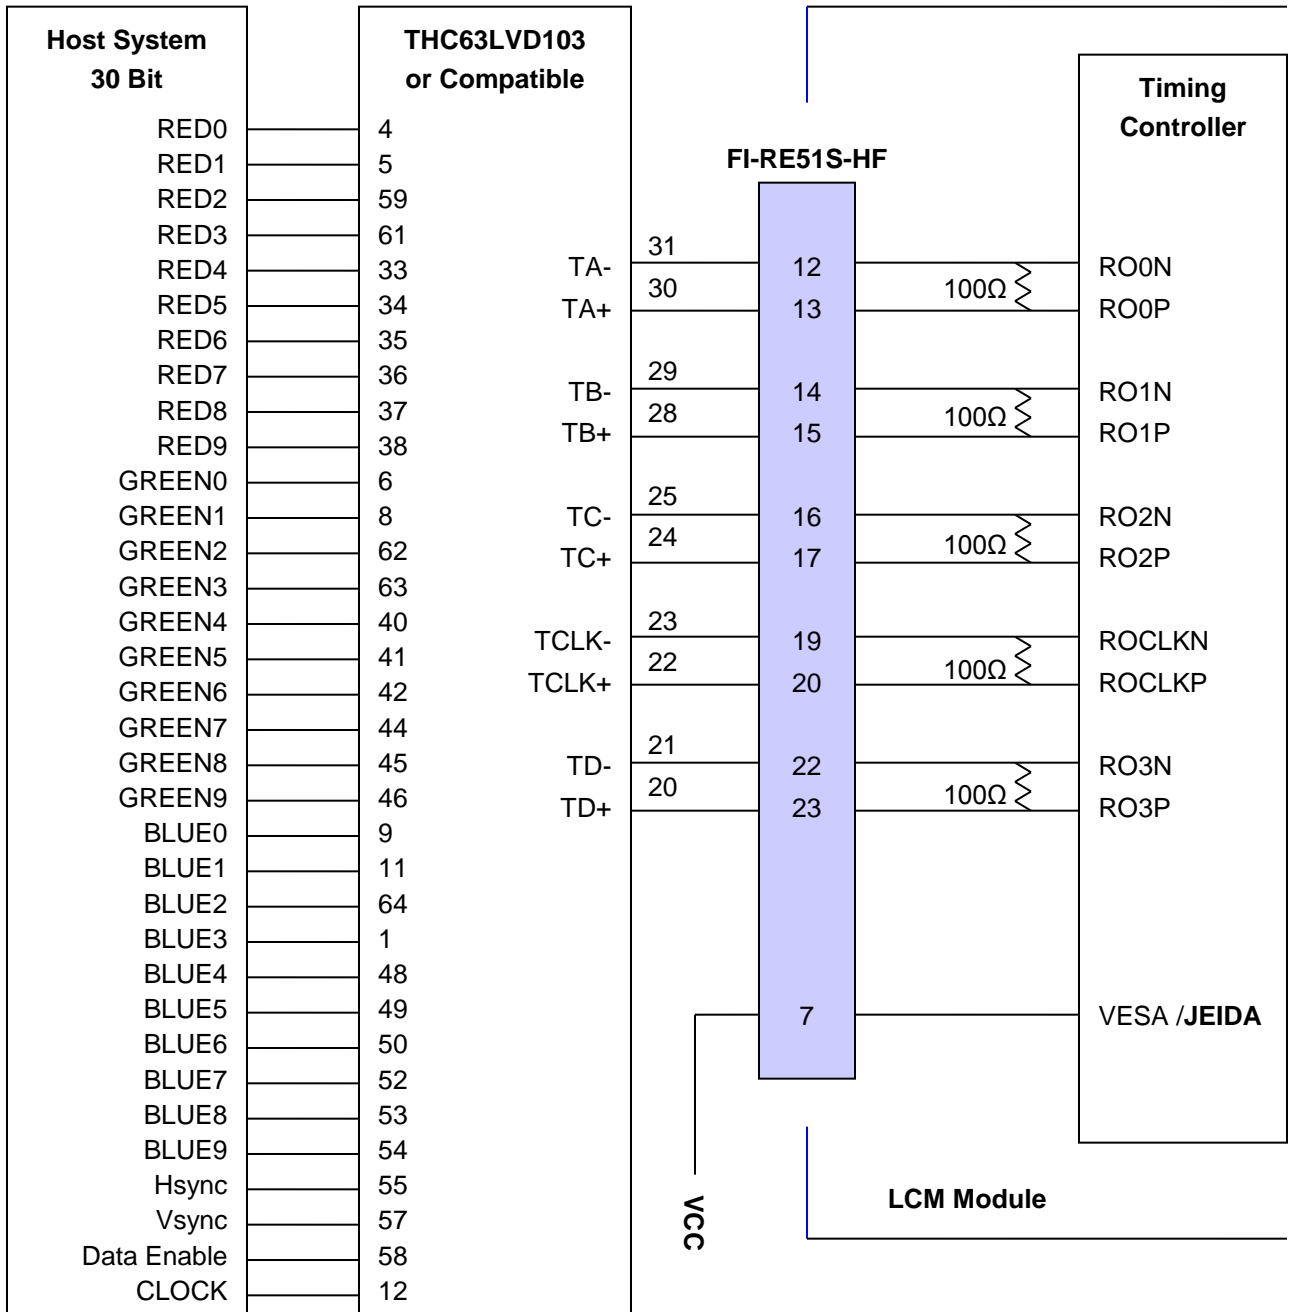 Host System
30 Bit
RED0
RED1
RED2
RED3
RED4
RED5
RED6
RED7
RED8
RED9
GREEN0
GREEN1
GREEN2
GREEN3
GREEN4
GREEN5
GREEN6
GREEN7
GREEN8
GREEN9
BLUE0
BLUE1
BLUE2
BLUE3
BLUE4
BLUE5
BLUE6
BLUE7
BLUE8
BLUE9
Hsync
Vsync
Data Enable
CLOCK
THC63LVD103
or Compatible
4
5
59
61
33
34
35
36
37
38
6
8
62
63
40
41
42
44
45
46
9
11
64
1
48
49
50
52
53
54
55
57
58
12
TA-
TA+
TB-
TB+
TC-
TC+
TCLK-
TCLK+
TD-
TD+
31
30
29
28
25
24
23
22
21
20
FI-RE51S-HF
12
13
14
15
16
17
19
20
22
23
7
VCC
100Ω
100Ω
100Ω
100Ω
100Ω
Timing
Controller
RO0N
RO0P
RO1N
RO1P
RO2N
RO2P
ROCLKN
ROCLKP
RO3N
RO3P
VESA /JEIDA
LCM Module